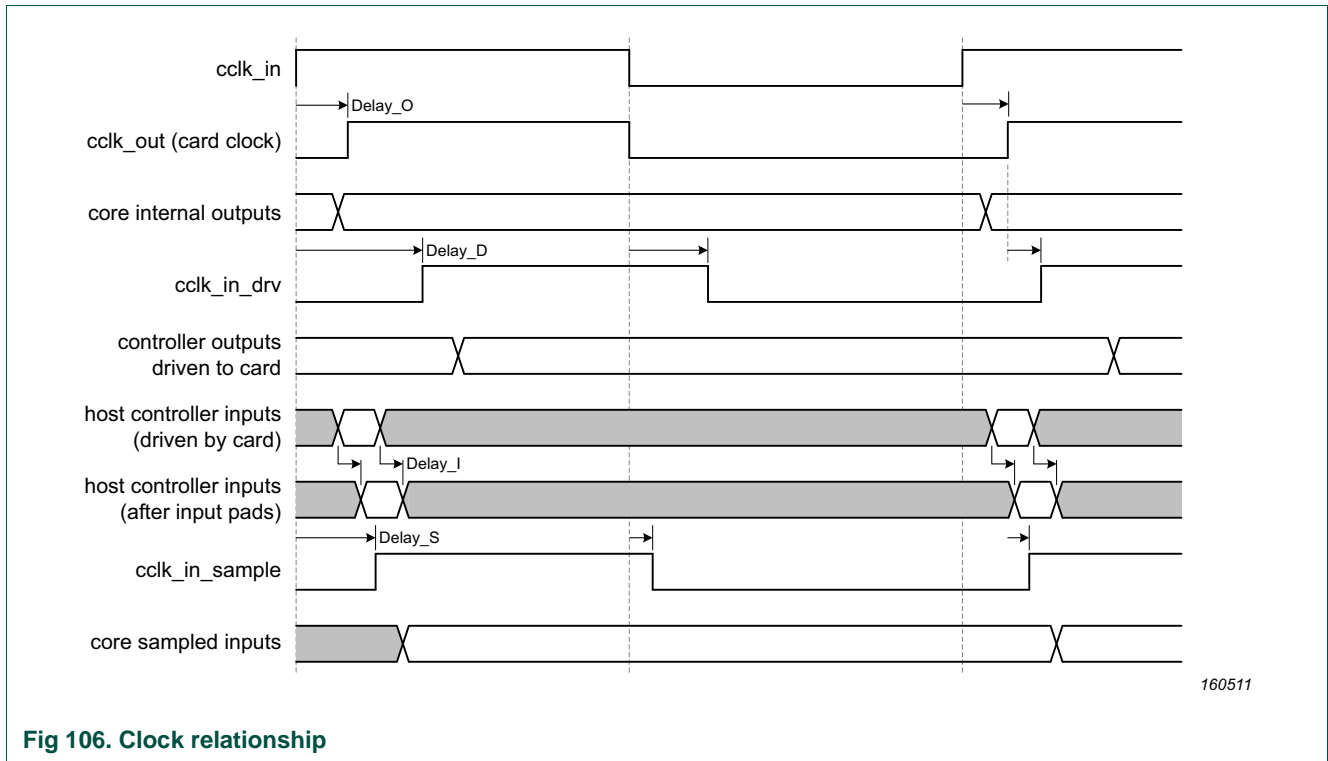 cclk_in
Delay_O
cclk_out (card clock)
core internal outputs
Delay_D
cclk_in_drv
controller outputs
driven to card
host controller inputs
(driven by card)
Delay_I
host controller inputs
(after input pads)
Delay_S
cclk_in_sample
core sampled inputs
160511
Fig 106. Clock relationship